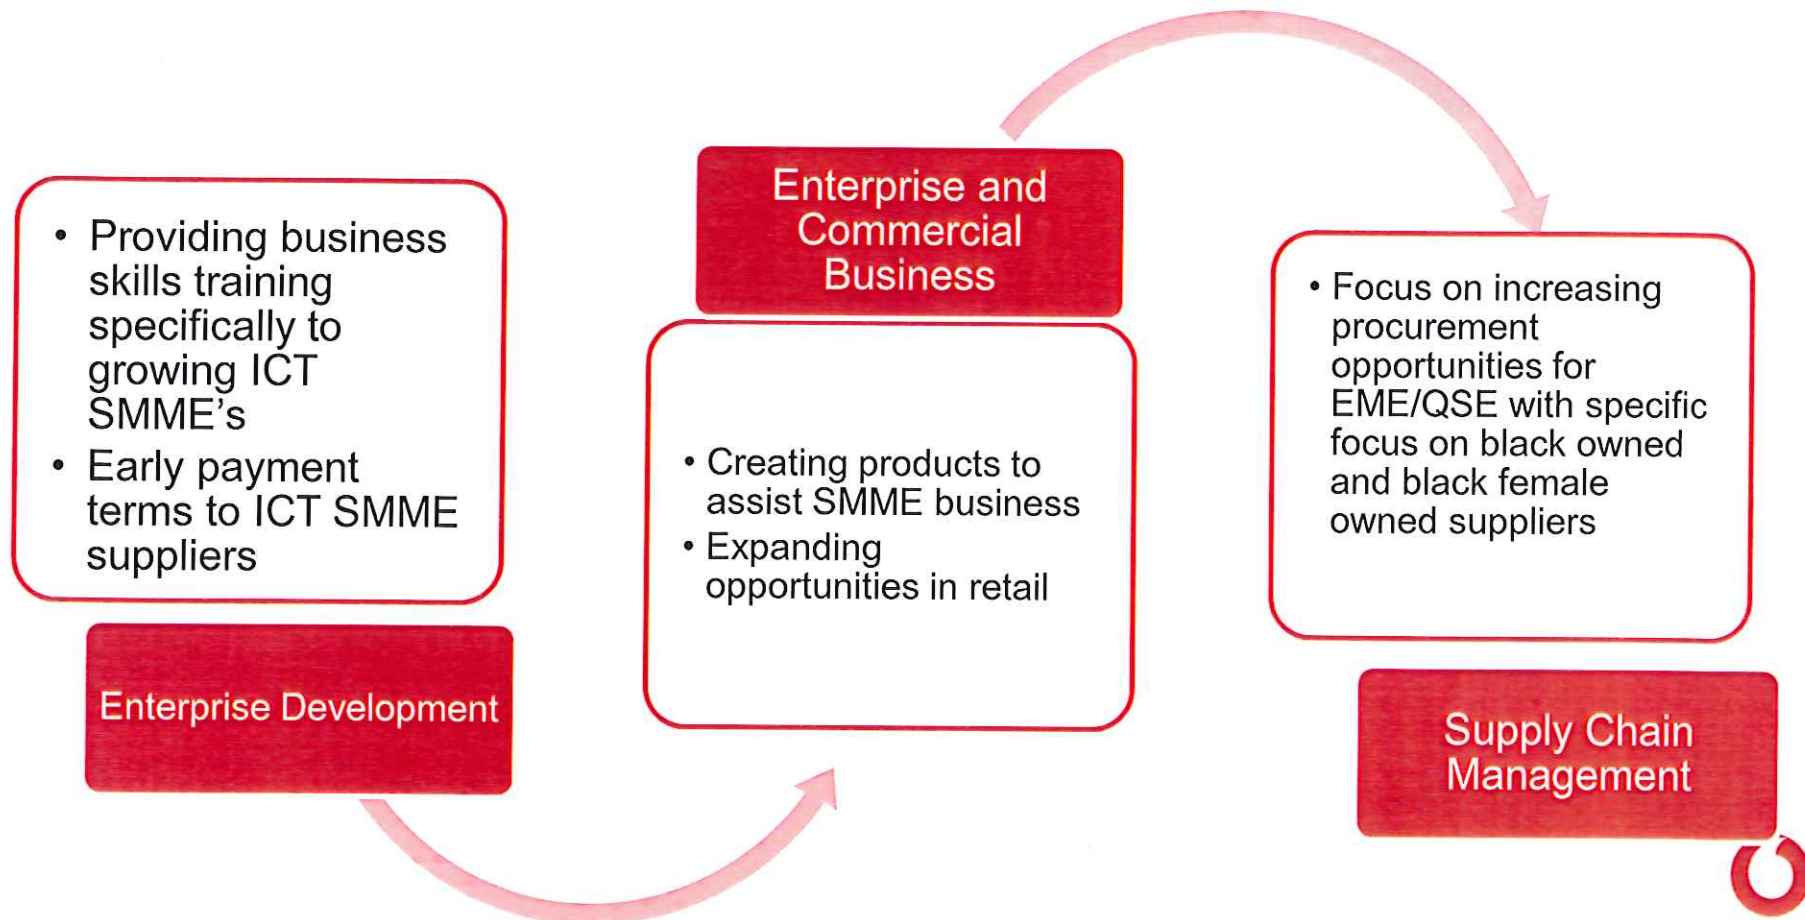 • Providing business
skills training
specifically to
growing ICT
SMME’s
• Early payment
terms to ICT SMME
suppliers
Enterprise Development
Enterprise and
Commercial
Business
• Creating products to
assist SMME business
• Expanding
opportunities in retail
• Focus on increasing
procurement
opportunities for
EME/QSE with specific
focus on black owned
and black female
owned suppliers
Supply Chain
Management